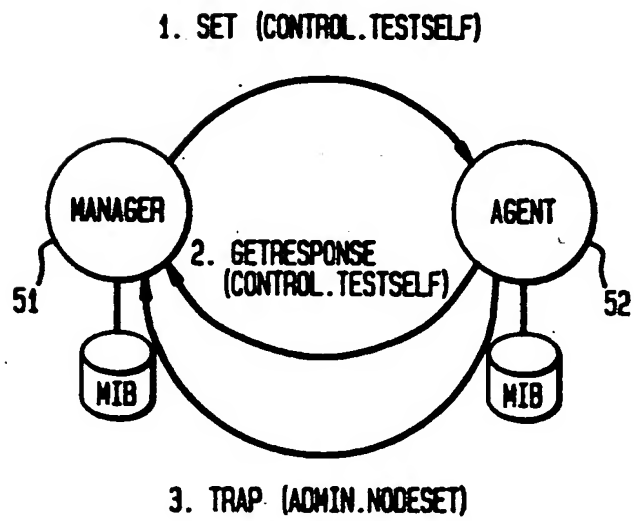 1. SET (CONTROL.TESTSELF)
MANAGER
AGENT
2. GETRESPONSE
(CONTROL.TESTSELF)
51
52
MIB
MIB
3. TRAP (ADMIN.NODESET)